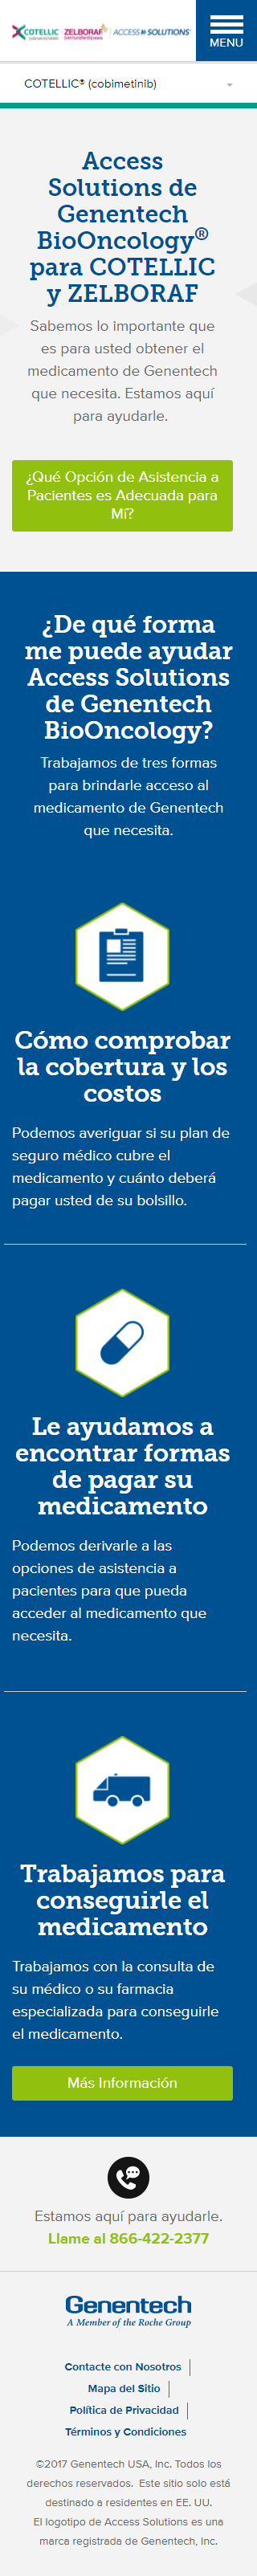 COTELLIC ZELBORAF ACCESS SOLUTIONS
MENU
COTELLIC® (cobimetinib)
Access
Solutions de
Genentech
BioOncology®
para COTELLIC
y ZELBORAF
Sabemos lo importante que
es para usted obtener el
medicamento de Genentech
que necesita. Estamos aquí
para ayudarle.
¿Qué Opción de Asistencia a
Pacientes es Adecuada para
Mí?
¿De qué forma
me puede ayudar
Access Solutions
de Genentech
BioOncology?
Trabajamos de tres formas
para brindarle acceso al
medicamento de Genentech
que necesita.
Cómo comprobar
la cobertura y los
costos
Podemos averiguar si su plan de
seguro médico cubre el
medicamento y cuánto deberá
pagar usted de su bolsillo.
Le ayudamos a
encontrar formas
de pagar su
medicamento
Podemos derivarle a las
opciones de asistencia a
pacientes para que pueda
acceder al medicamento que
necesita.
Trabajamos para
conseguirle el
medicamento
Trabajamos con la consulta de
su médico o su farmacia
especializada para conseguirle
el medicamento.
Más Información
Estamos aquí para ayudarle.
Llame al 866-422-2377
Genentech
A Member of the Roche Group
Contacte con Nosotros
Mapa del Sitio
Política de Privacidad
Términos y Condiciones
©2017 Genentech USA, Inc. Todos los
derechos reservados. Este sitio solo está
destinado a residentes en EE. UU.
El logotipo de Access Solutions es una
marca registrada de Genentech, Inc.